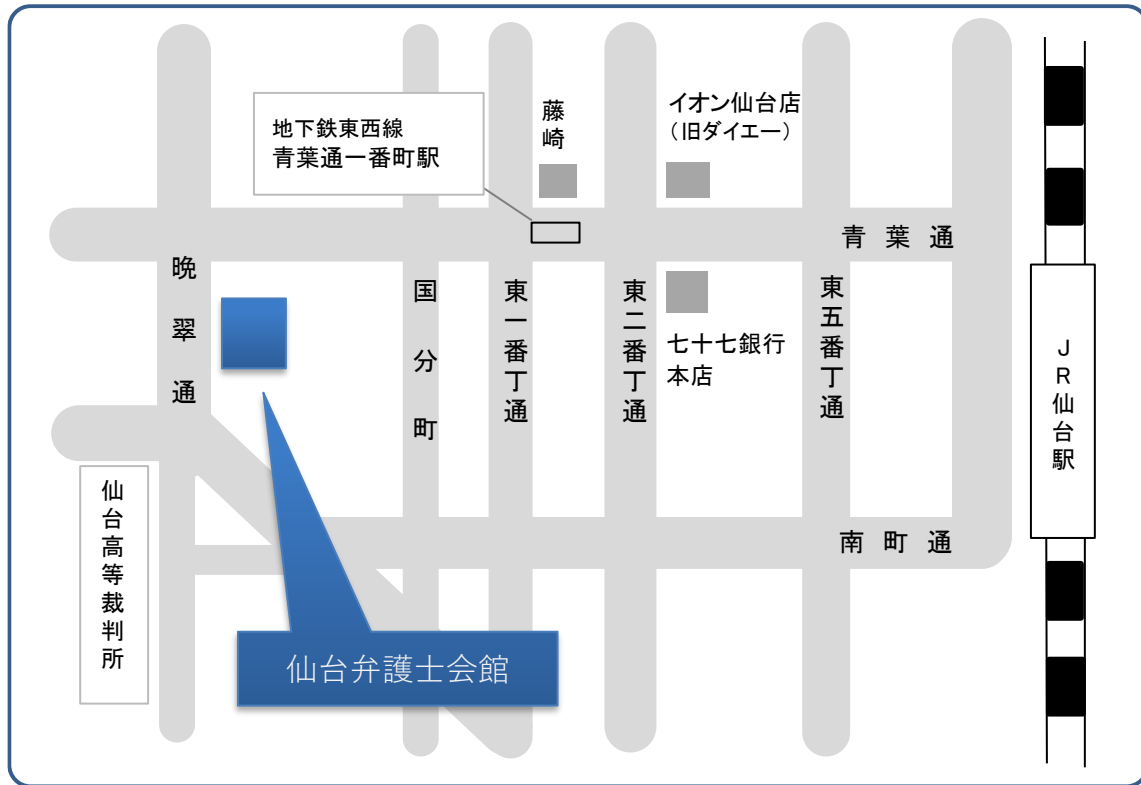 藤崎
イオン仙台店
（旧ダイエー）
地下鉄東西線
青葉通一番町駅
青葉通
晩翠通
国分町
東一番丁通
東二番丁通
七十七銀行
本店
東五番丁通
JR仙台駅
仙台高等裁判所
南町通
仙台弁護士会館